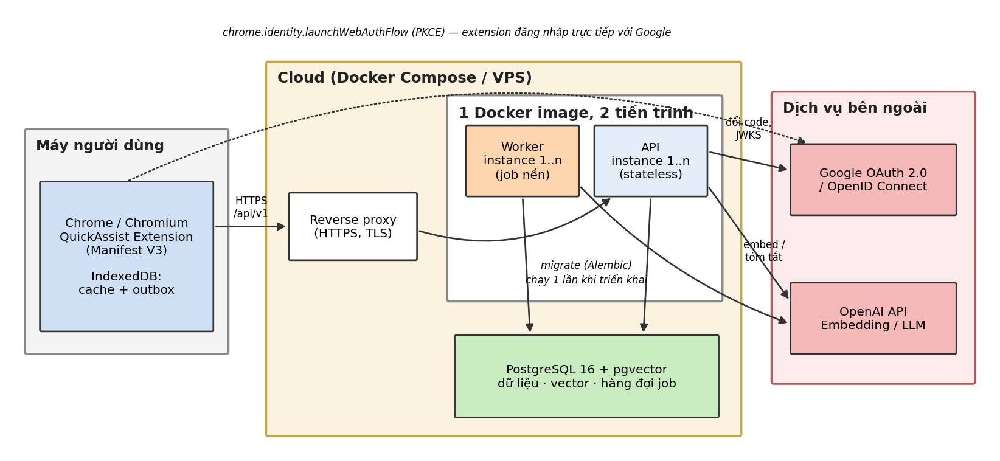 chrome.identity.launchWebAuthFlow (PKCE) — extension đăng nhập trực tiếp với Google
Cloud (Docker Compose / VPS)
Máy người dùng
Chrome / Chromium
QuickAssist Extension
(Manifest V3)
IndexedDB:
cache + outbox
HTTPS
/api/v1
Reverse proxy
(HTTPS, TLS)
1 Docker image, 2 tiến trình
Worker
instance 1..n
(job nền)
API
instance 1..n
(stateless)
migrate (Alembic)
chạy 1 lần khi triển khai
PostgreSQL 16 + pgvector
dữ liệu · vector · hàng đợi job
đổi code,
JWKS
embed /
tóm tắt
Dịch vụ bên ngoài
Google OAuth 2.0
/ OpenID Connect
OpenAI API
Embedding / LLM